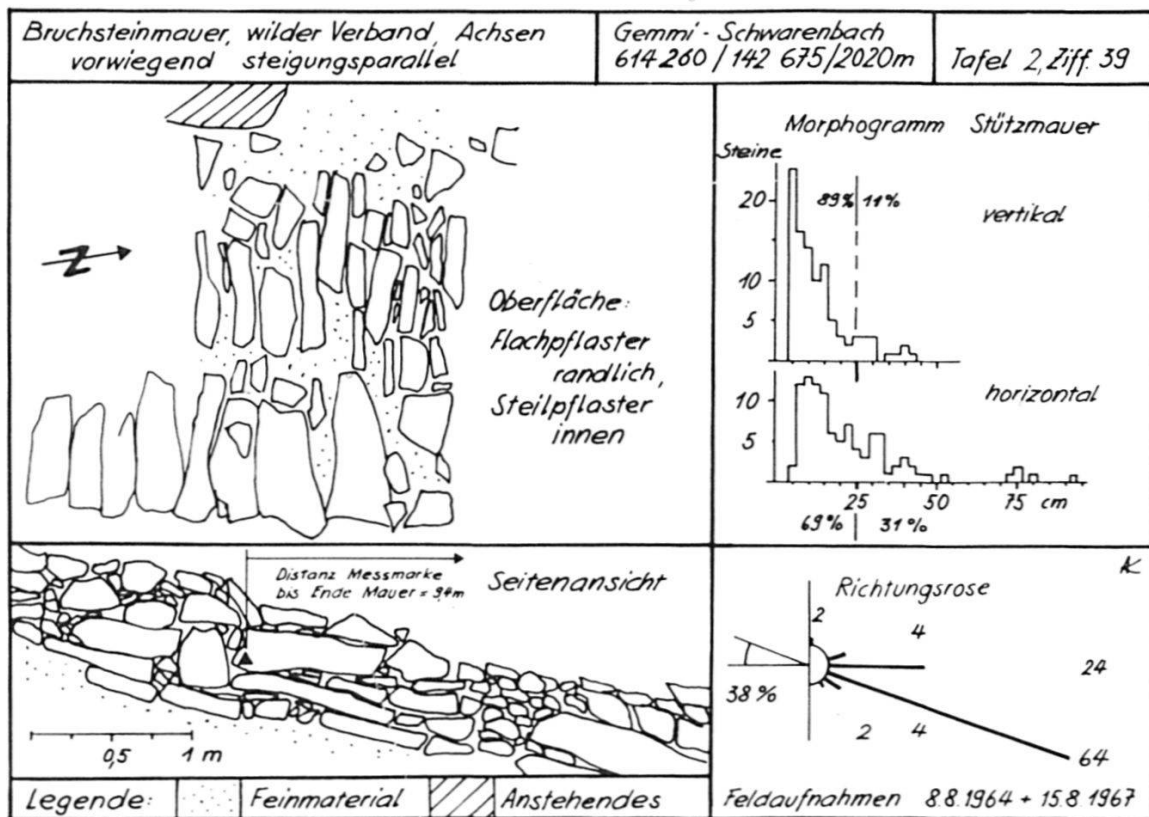 Bruchsteinmauer, wilder Verband, Achsen
vorwiegend steigungsparallel
Gemmi - Schwarenbach
614 260 / 142 675/2020m
Tafel 2, Ziff. 39
Z
Oberfläche:
Flachpflaster
randlich,
Steilpflaster
innen
Morphogramm Stützmauer
Steine
20
89% 11%
vertikal
10
5
horizontal
10
5
25 50 75 cm
69% 31%
Distanz Messmarke
bis Ende Mauer = 9,4m
Seitenansicht
0,5 1 m
Richtungsrose
2
4
24
38 %
2 4
64
Legende: Feinmaterial Anstehendes
Feldaufnahmen 8.8.1964 + 15.8.1967